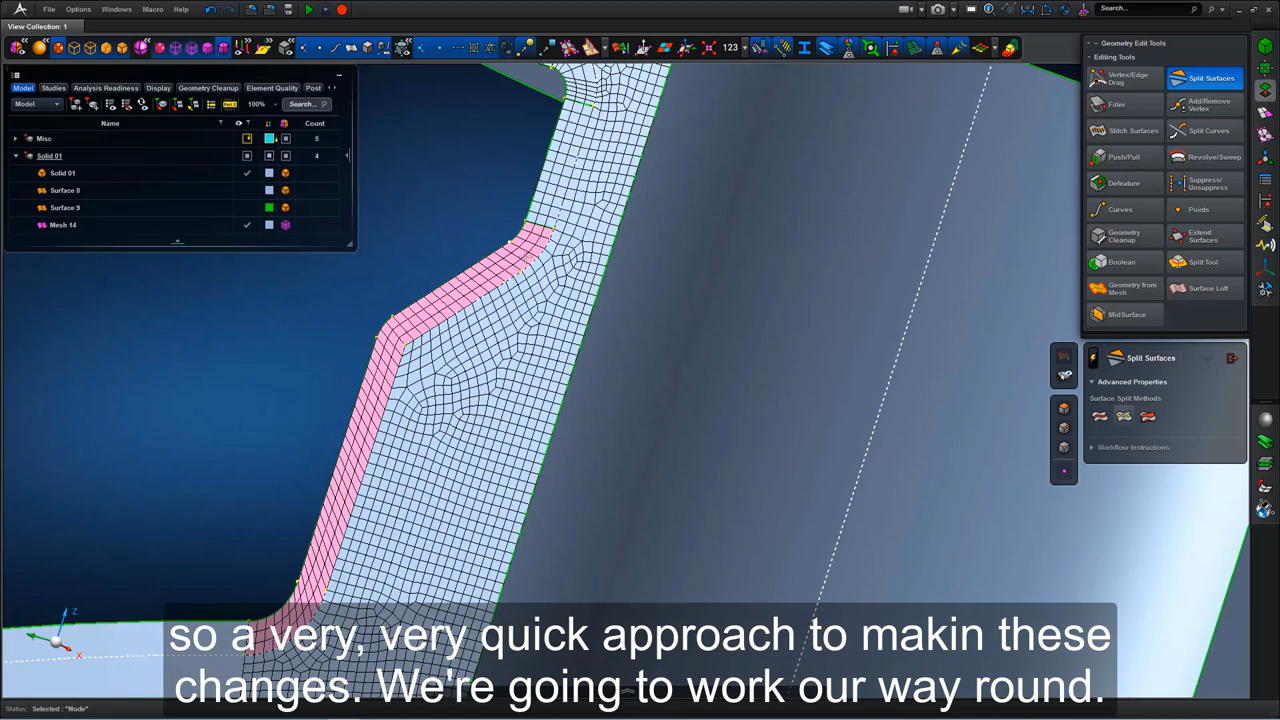 File Options Windows Macro Help
Search...
View Collection: 1
123
Model Studies Analysis Readiness Display Geometry Cleanup Element Quality Post
Model 100% Search...
Name Count
Misc 5
Solid 01 4
Solid 01
Surface 8
Surface 9
Mesh 14
Geometry Edit Tools
Editing Tools
Vertex/Edge Drag Split Surfaces
Filler Add/Remove Vertex
Stitch Surfaces Split Curves
Push/Pull Revolve/Sweep
Defeature Suppress/ Unsuppress
Curves Points
Geometry Cleanup Extend Surfaces
Boolean Split Tool
Geometry from Mesh Surface Loft
MidSurface
Split Surfaces
Advanced Properties
Surface Split Methods
Workflow Instructions
Z
X
so a very, very quick approach to makin these
changes. We're going to work our way round.
Status: Selected : "Node"